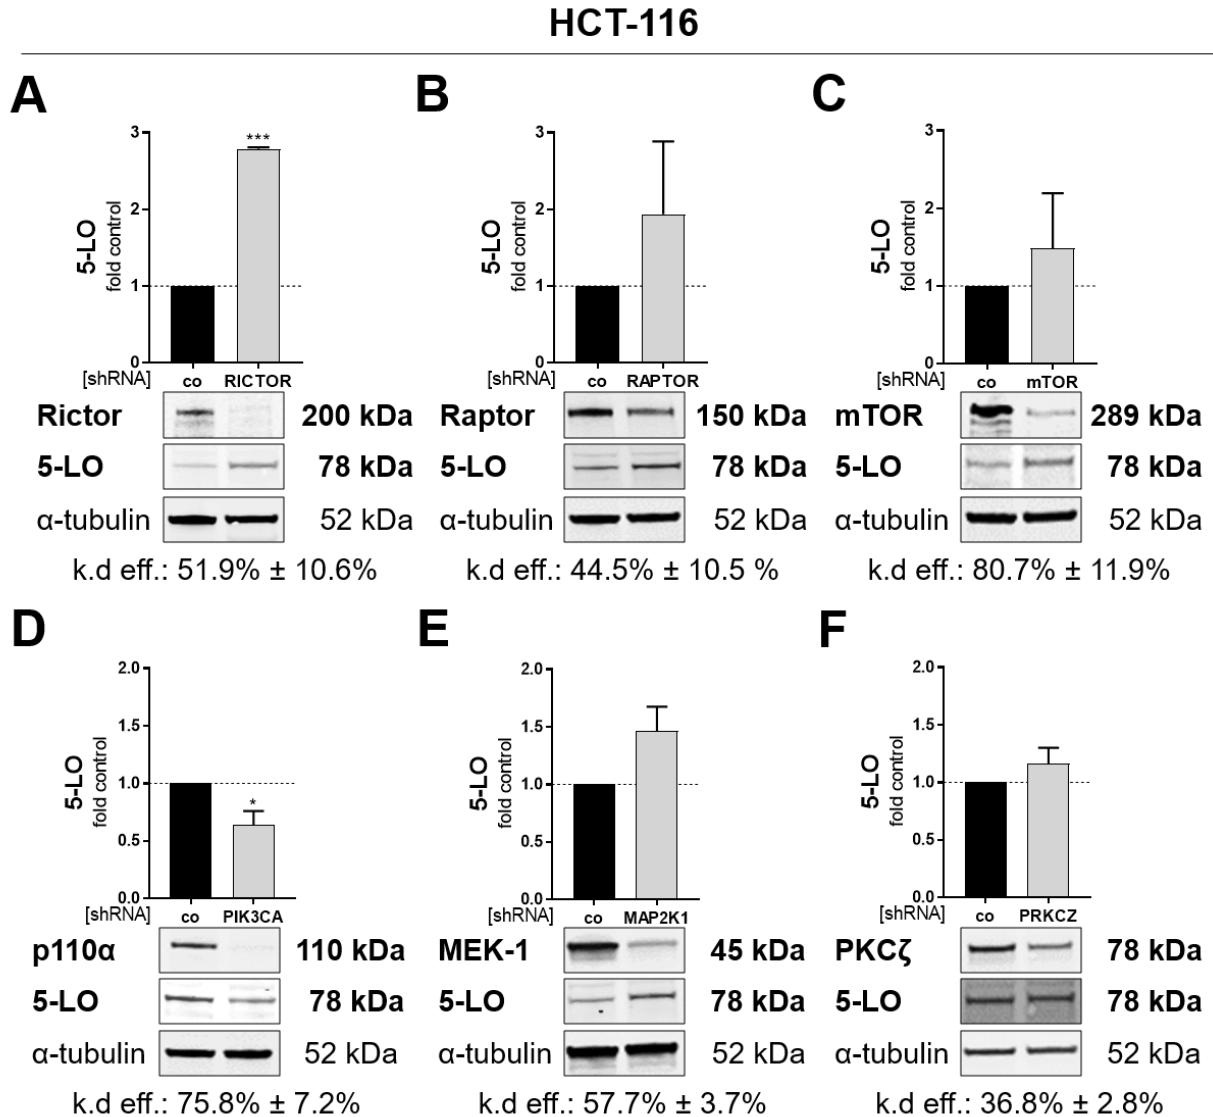 HCT-116
A
3
2
1
0
5-LO
fold control
***
[shRNA] co RICTOR
Rictor 200 kDa
5-LO 78 kDa
α-tubulin 52 kDa
k.d eff.: 51.9% ± 10.6%
B
3
2
1
0
5-LO
fold control
[shRNA] co RAPTOR
Raptor 150 kDa
5-LO 78 kDa
α-tubulin 52 kDa
k.d eff.: 44.5% ± 10.5 %
C
3
2
1
0
5-LO
fold control
[shRNA] co mTOR
mTOR 289 kDa
5-LO 78 kDa
α-tubulin 52 kDa
k.d eff.: 80.7% ± 11.9%
D
2.0
1.5
1.0
0.5
0.0
5-LO
fold control
*
[shRNA] co PIK3CA
p110α 110 kDa
5-LO 78 kDa
α-tubulin 52 kDa
k.d eff.: 75.8% ± 7.2%
E
2.0
1.5
1.0
0.5
0.0
5-LO
fold control
[shRNA] co MAP2K1
MEK-1 45 kDa
5-LO 78 kDa
α-tubulin 52 kDa
k.d eff.: 57.7% ± 3.7%
F
2.0
1.5
1.0
0.5
0.0
5-LO
fold control
[shRNA] co PRKCZ
PKCζ 78 kDa
5-LO 78 kDa
α-tubulin 52 kDa
k.d eff.: 36.8% ± 2.8%